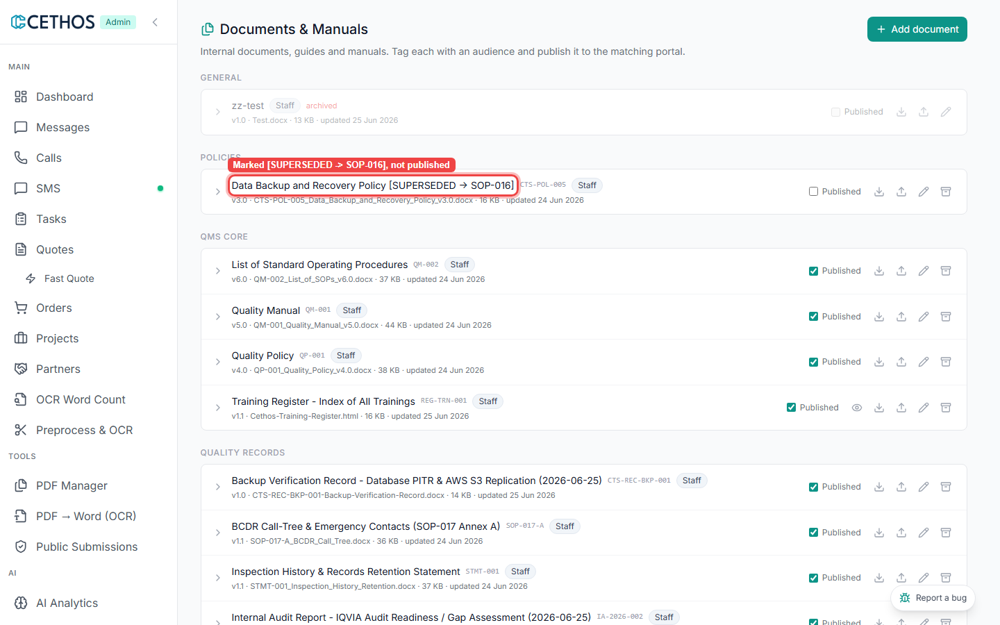 CETHOS Admin
MAIN
Dashboard
Messages
Calls
SMS
Tasks
Quotes
Fast Quote
Orders
Projects
Partners
OCR Word Count
Preprocess & OCR
TOOLS
PDF Manager
PDF → Word (OCR)
Public Submissions
AI
AI Analytics
Documents & Manuals
Add document
Internal documents, guides and manuals. Tag each with an audience and publish it to the matching portal.
GENERAL
zz-test Staff archived
v1.0 · Test.docx · 13 KB · updated 25 Jun 2026
Published
POLICIES
Marked [SUPERSEDED -> SOP-016], not published
Data Backup and Recovery Policy [SUPERSEDED → SOP-016] CTS-POL-005 Staff
v3.0 · CTS-POL-005_Data_Backup_and_Recovery_Policy_v3.0.docx · 16 KB · updated 24 Jun 2026
Published
QMS CORE
List of Standard Operating Procedures QM-002 Staff
v6.0 · QM-002_List_of_SOPs_v6.0.docx · 37 KB · updated 24 Jun 2026
Published
Quality Manual QM-001 Staff
v5.0 · QM-001_Quality_Manual_v5.0.docx · 44 KB · updated 24 Jun 2026
Published
Quality Policy QP-001 Staff
v4.0 · QP-001_Quality_Policy_v4.0.docx · 38 KB · updated 24 Jun 2026
Published
Training Register - Index of All Trainings REG-TRN-001 Staff
v1.1 · Cethos-Training-Register.html · 16 KB · updated 25 Jun 2026
Published
QUALITY RECORDS
Backup Verification Record - Database PITR & AWS S3 Replication (2026-06-25) CTS-REC-BKP-001 Staff
v1.0 · CTS-REC-BKP-001-Backup-Verification-Record.docx · 14 KB · updated 25 Jun 2026
Published
BCDR Call-Tree & Emergency Contacts (SOP-017 Annex A) SOP-017-A Staff
v1.1 · SOP-017-A_BCDR_Call_Tree.docx · 36 KB · updated 24 Jun 2026
Published
Inspection History & Records Retention Statement STMT-001 Staff
v1.1 · STMT-001_Inspection_History_Retention.docx · 37 KB · updated 24 Jun 2026
Published
Internal Audit Report - IQVIA Audit Readiness / Gap Assessment (2026-06-25) IA-2026-002 Staff
Published
Report a bug